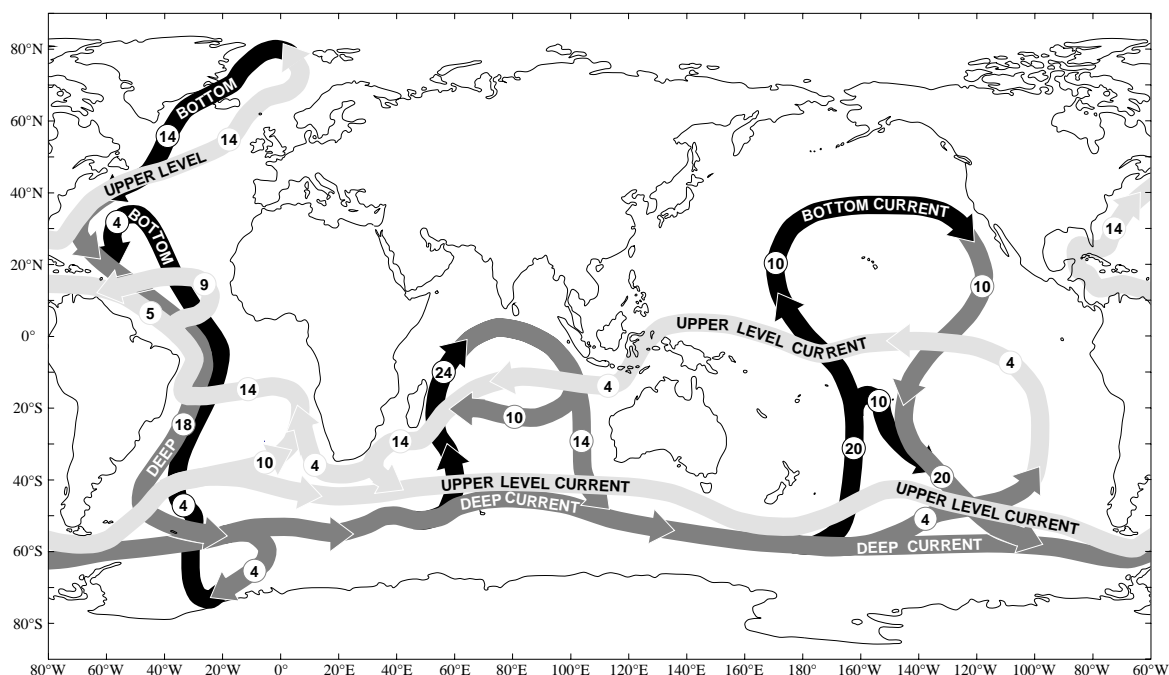 80°N
60°N
40°N
20°N
0°
20°S
40°S
60°S
80°S
BOTTOM
14
14
UPPER LEVEL
4
BOTTOM
9
5
14
18
DEEP
10
4
4
4
24
14
10
14
4
UPPER LEVEL CURRENT
DEEP CURRENT
UPPER LEVEL CURRENT
BOTTOM CURRENT
10
10
4
10
20
20
4
UPPER LEVEL CURRENT
DEEP CURRENT
14
80°W 60°W 40°W 20°W 0° 20°E 40°E 60°E 80°E 100°E 120°E 140°E 160°E 180° 160°W 140°W 120°W 100°W 80°W 60°W